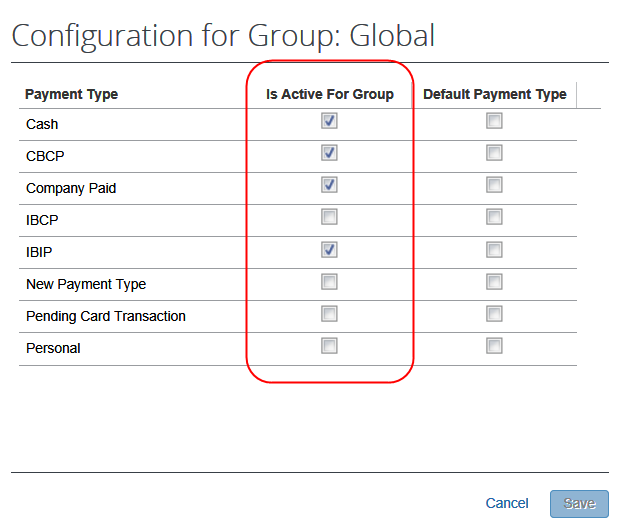 Configuration for Group: Global
Payment Type Is Active For Group Default Payment Type
Cash
CBCP
Company Paid
IBCP
IBIP
New Payment Type
Pending Card Transaction
Personal
Cancel Save